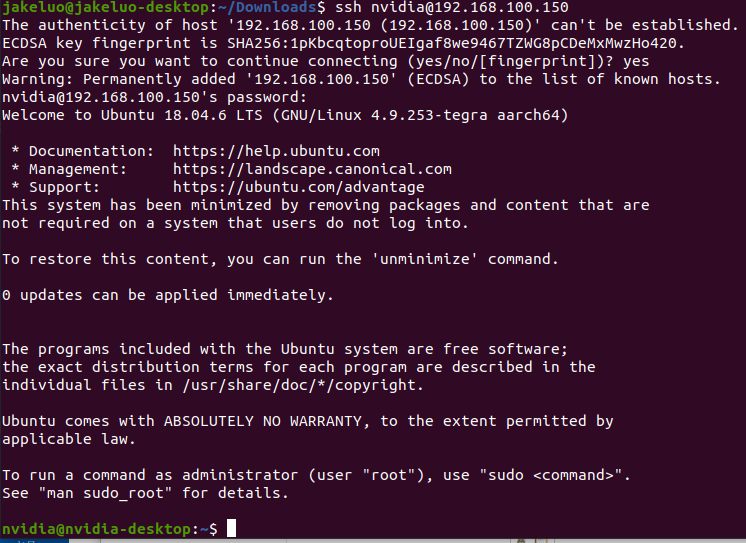 jakeluo@jakeluo-desktop:~/Downloads$ ssh nvidia@192.168.100.150
The authenticity of host '192.168.100.150 (192.168.100.150)' can't be established.
ECDSA key fingerprint is SHA256:1pKbcqtoproUEIgaf8we9467TZWG8pCDeMxMwzHo420.
Are you sure you want to continue connecting (yes/no/[fingerprint])? yes
Warning: Permanently added '192.168.100.150' (ECDSA) to the list of known hosts.
nvidia@192.168.100.150's password:
Welcome to Ubuntu 18.04.6 LTS (GNU/Linux 4.9.253-tegra aarch64)
* Documentation:  https://help.ubuntu.com
* Management:     https://landscape.canonical.com
* Support:        https://ubuntu.com/advantage
This system has been minimized by removing packages and content that are
not required on a system that users do not log into.
To restore this content, you can run the 'unminimize' command.
0 updates can be applied immediately.
The programs included with the Ubuntu system are free software;
the exact distribution terms for each program are described in the
individual files in /usr/share/doc/*/copyright.
Ubuntu comes with ABSOLUTELY NO WARRANTY, to the extent permitted by
applicable law.
To run a command as administrator (user "root"), use "sudo <command>".
See "man sudo_root" for details.
nvidia@nvidia-desktop:~$